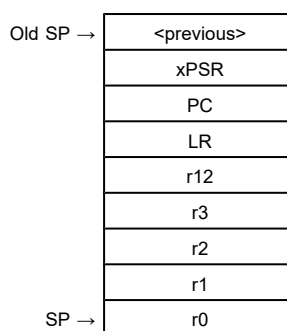 Old SP → <previous>
xPSR
PC
LR
r12
r3
r2
r1
SP → r0